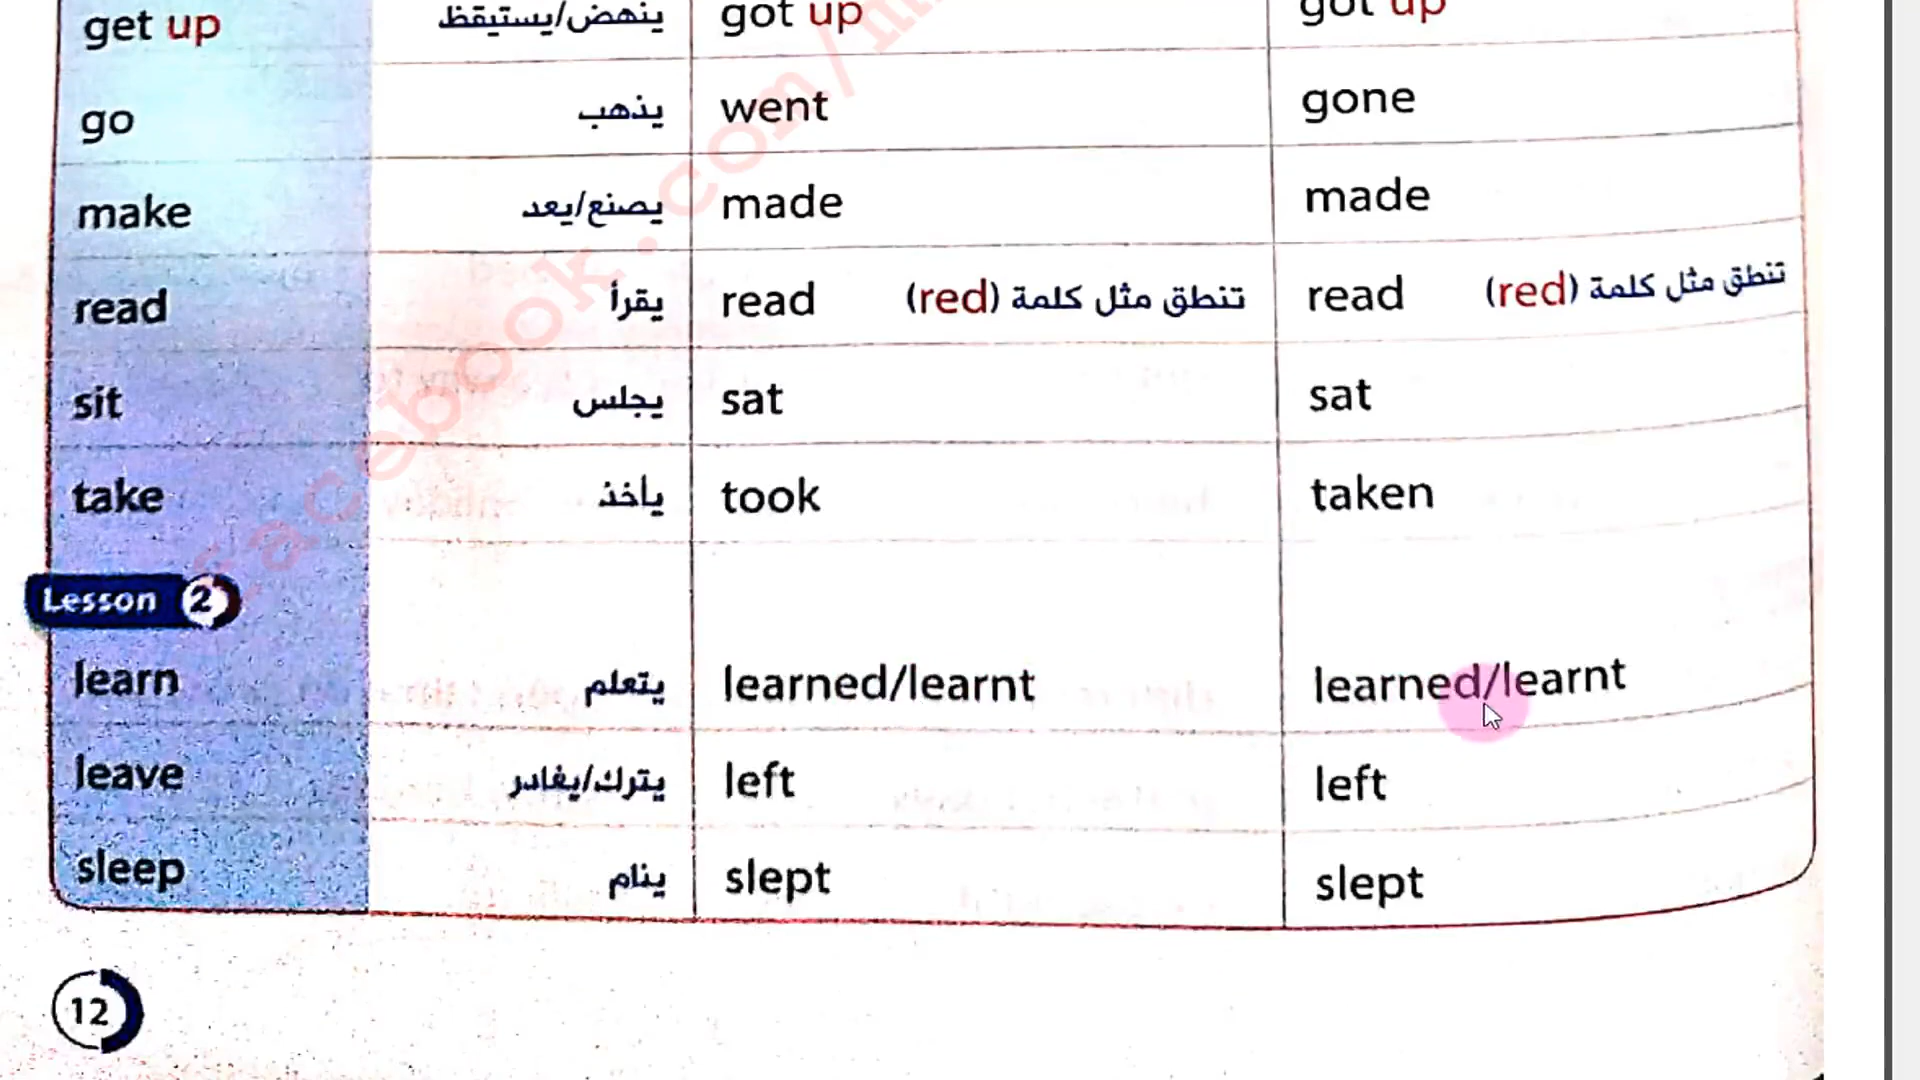 get up ينهض/يستيقظ got up got up
go يذهب went gone
make يصنع/يعد made made
read يقرأ read تنطق مثل كلمة (red) read تنطق مثل كلمة (red)
sit يجلس sat sat
take يأخذ took taken
Lesson 2
learn يتعلم learned/learnt learned/learnt
leave يترك/يغادر left left
sleep ينام slept slept
12
facebook.com/